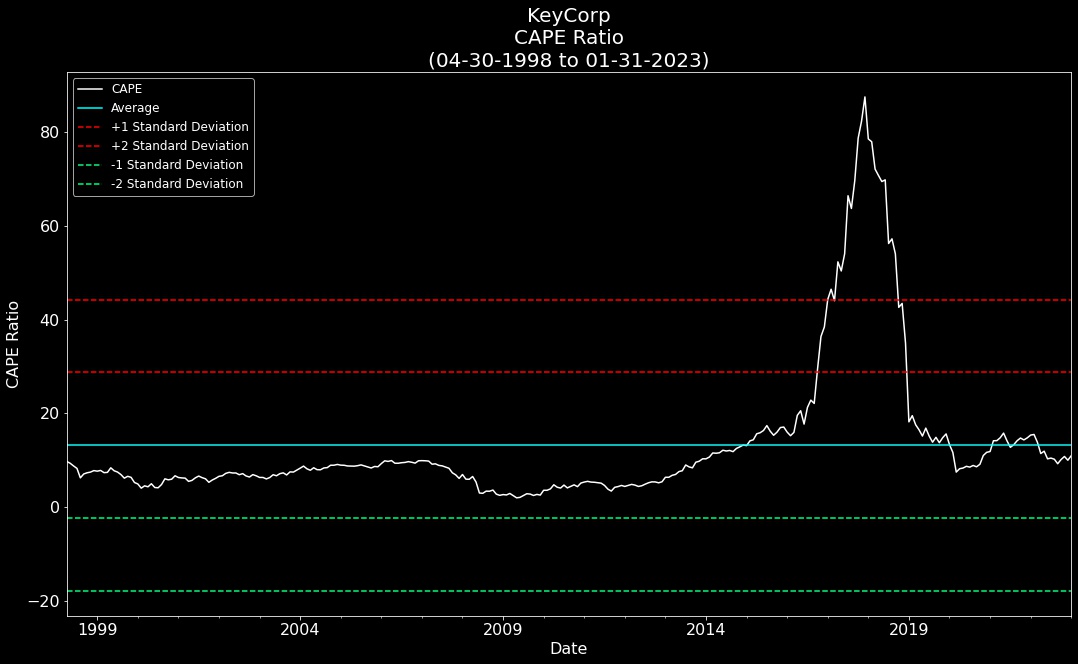 KeyCorp
CAPE Ratio
(04-30-1998 to 01-31-2023)
CAPE
Average
+1 Standard Deviation
+2 Standard Deviation
-1 Standard Deviation
-2 Standard Deviation
80
60
40
20
0
−20
CAPE Ratio
1999 2004 2009 2014 2019
Date